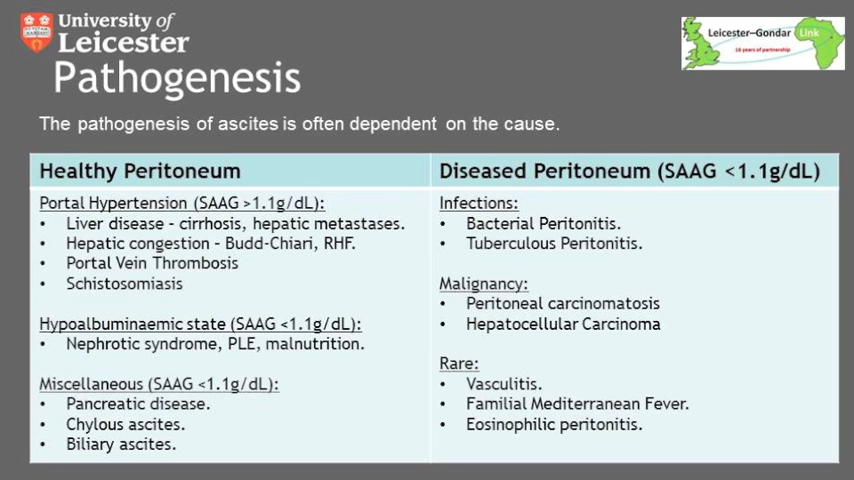 University of
Leicester
Leicester–Gondar Link
16 years of partnership
Pathogenesis
The pathogenesis of ascites is often dependent on the cause.
Healthy Peritoneum
Portal Hypertension (SAAG >1.1g/dL):
• Liver disease – cirrhosis, hepatic metastases.
• Hepatic congestion – Budd-Chiari, RHF.
• Portal Vein Thrombosis
• Schistosomiasis
Hypoalbuminaemic state (SAAG <1.1g/dL):
• Nephrotic syndrome, PLE, malnutrition.
Miscellaneous (SAAG <1.1g/dL):
• Pancreatic disease.
• Chylous ascites.
• Biliary ascites.
Diseased Peritoneum (SAAG <1.1g/dL)
Infections:
• Bacterial Peritonitis.
• Tuberculous Peritonitis.
Malignancy:
• Peritoneal carcinomatosis
• Hepatocellular Carcinoma
Rare:
• Vasculitis.
• Familial Mediterranean Fever.
• Eosinophilic peritonitis.